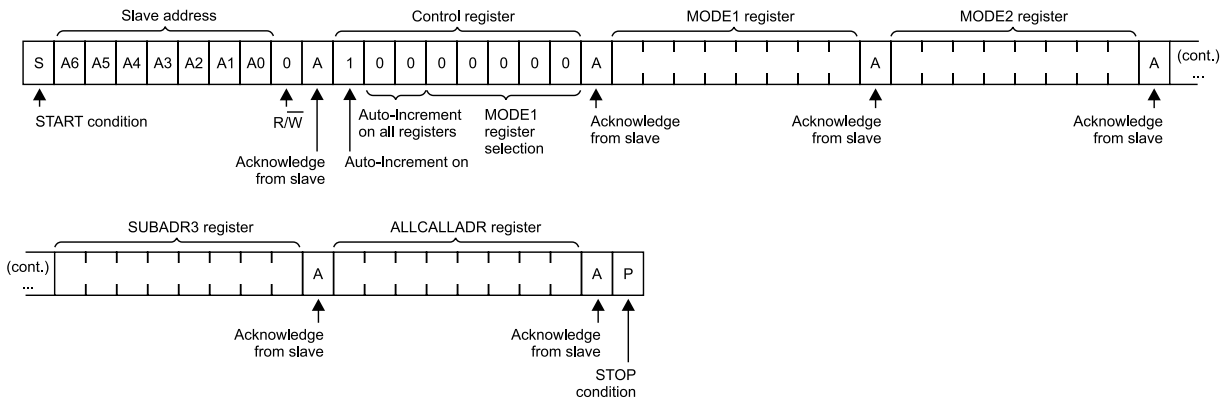 Slave address Control register MODE1 register MODE2 register
S A6 A5 A4 A3 A2 A1 A0 0 A 1 0 0 0 0 0 0 0 A A A (cont.)
...
START condition R/W̅ Auto-Increment MODE1 Acknowledge Acknowledge Acknowledge
on all registers register from slave from slave from slave
selection
Acknowledge Auto-Increment on
from slave
SUBADR3 register ALLCALLADR register
(cont.) A A P
...
Acknowledge Acknowledge
from slave from slave
STOP
condition